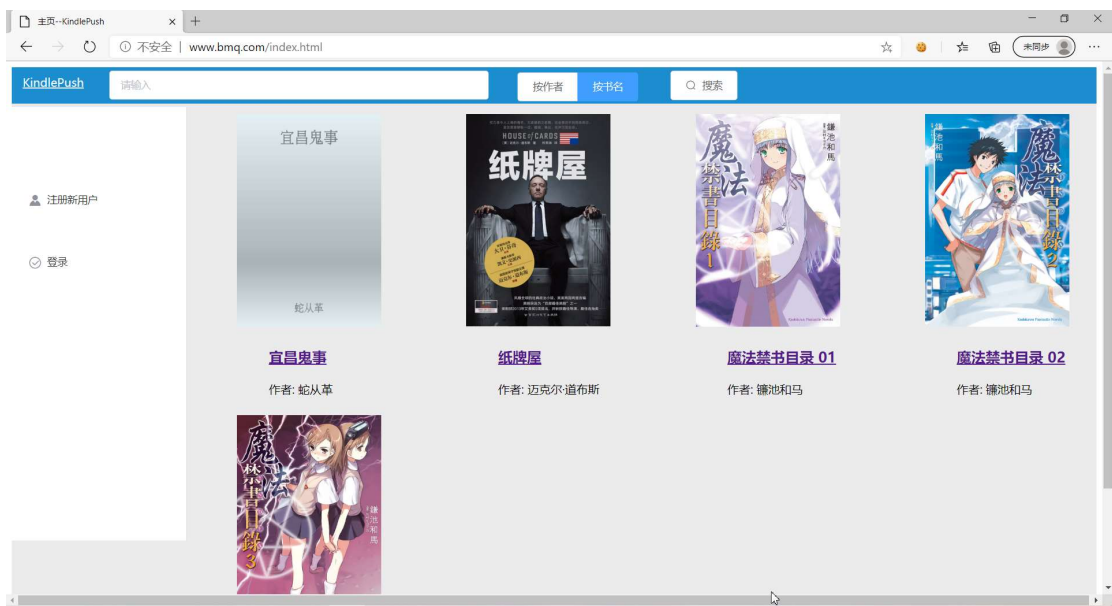 主页--KindlePush
不安全 | www.bmq.com/index.html
未同步
KindlePush
请输入
按作者
按书名
搜索
注册新用户
登录
宜昌鬼事
蛇从革
HOUSE of CARDS
纸牌屋
魔法
禁書目錄
1
鎌池和馬
鎌池和馬
魔法
禁書目錄
2
宜昌鬼事
纸牌屋
魔法禁书目录 01
魔法禁书目录 02
作者: 蛇从革
作者: 迈克尔·道布斯
作者: 镰池和马
作者: 镰池和马
魔法
禁書目錄
3
鎌池和馬